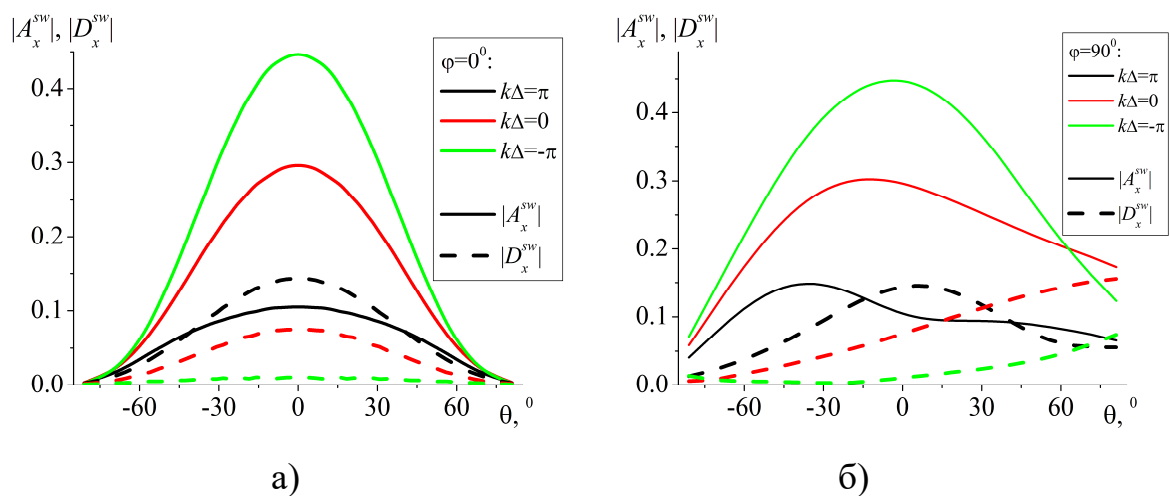 |A_x^{sw}|, |D_x^{sw}|
φ=0⁰:
kΔ=π
kΔ=0
kΔ=-π
|A_x^{sw}|
|D_x^{sw}|
0.4
0.3
0.2
0.1
0.0
-60 -30 0 30 60 θ, ⁰
а)
|A_x^{sw}|, |D_x^{sw}|
φ=90⁰:
kΔ=π
kΔ=0
kΔ=-π
|A_x^{sw}|
|D_x^{sw}|
0.4
0.3
0.2
0.1
0.0
-60 -30 0 30 60 θ, ⁰
б)